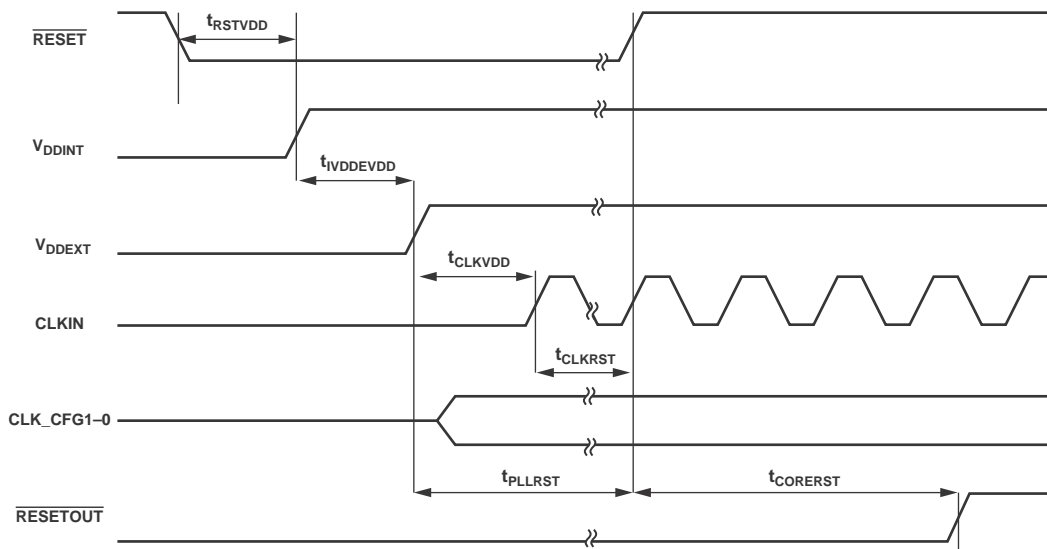 RESET
tRSTVDD
VDDINT
tIVDDEVDD
VDDEXT
tCLKVDD
CLKIN
tCLKRST
CLK_CFG1–0
tPLLRST
tCORERST
RESETOUT